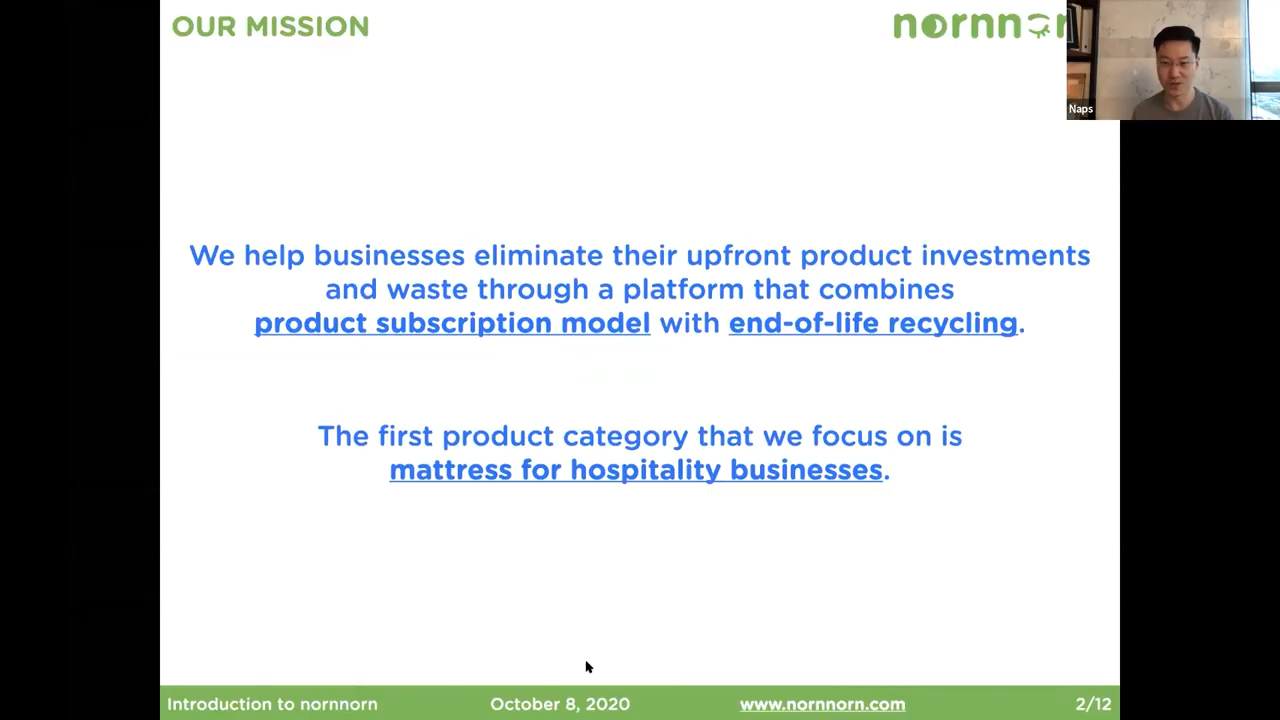 OUR MISSION
nornn
Naps
We help businesses eliminate their upfront product investments
and waste through a platform that combines
product subscription model with end-of-life recycling.
The first product category that we focus on is
mattress for hospitality businesses.
Introduction to nornnorn
October 8, 2020
www.nornnorn.com
2/12